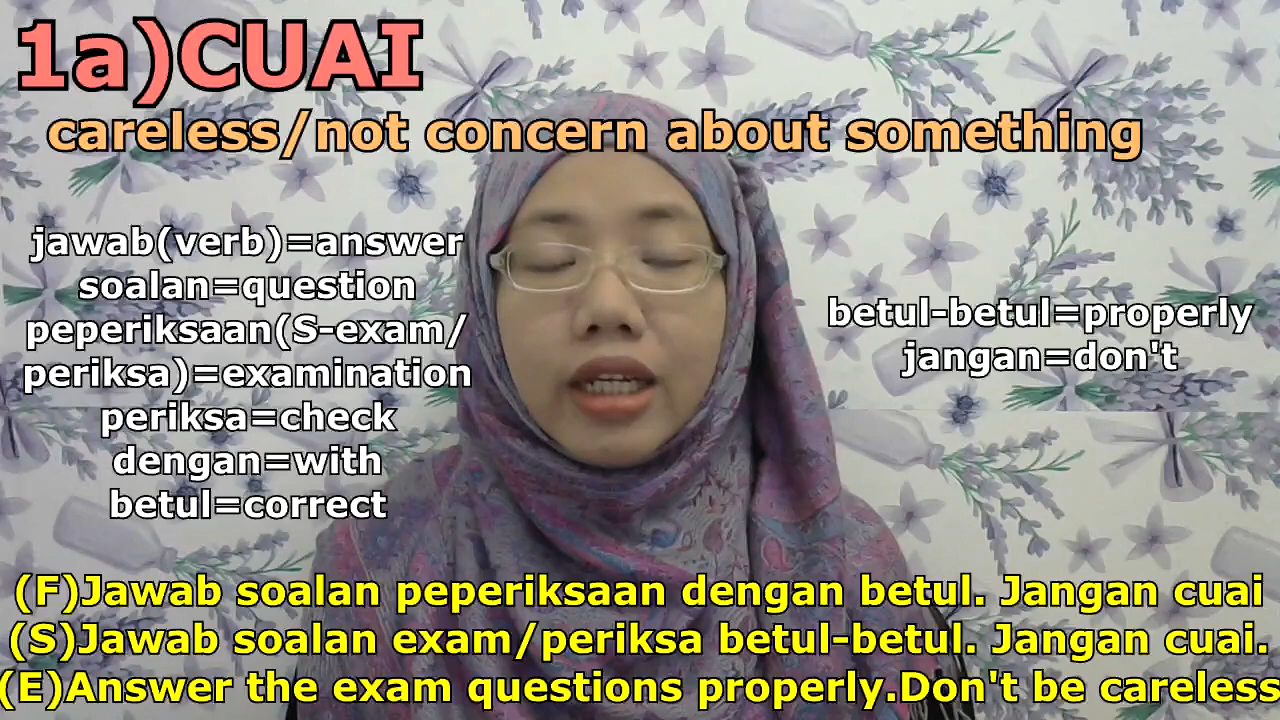 1a)CUAI
careless/not concern about something
jawab(verb)=answer
soalan=question
peperiksaan(S-exam/
periksa)=examination
periksa=check
dengan=with
betul=correct
betul-betul=properly
jangan=don't
(F)Jawab soalan peperiksaan dengan betul. Jangan cuai
(S)Jawab soalan exam/periksa betul-betul. Jangan cuai.
(E)Answer the exam questions properly.Don't be careless